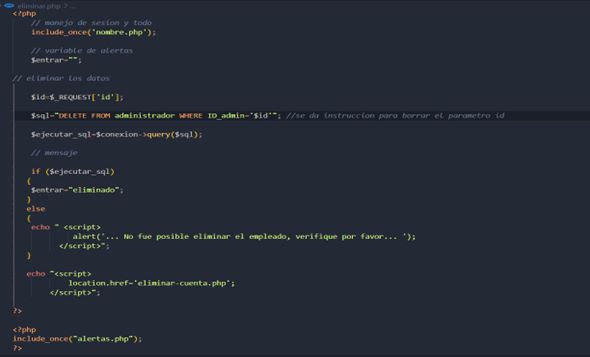 eliminar.php > ...
<?php
// manejo de sesion y todo
include_once('nombre.php');
// variable de alertas
$entrar="";
// eliminar los datos
$id=$_REQUEST['id'];
$sql="DELETE FROM administrador WHERE ID_admin='$id'"; //se da instruccion para borrar el parametro id
$ejecutar_sql=$conexion->query($sql);
// mensaje
if ($ejecutar_sql)
{
$entrar="eliminado";
}
else
{
echo " <script>
alert('... No fue posible eliminar el empleado, verifique por favor... ');
</script>";
}
echo "<script>
location.href='eliminar-cuenta.php';
</script>";
?>
<?php
include_once("alertas.php");
?>